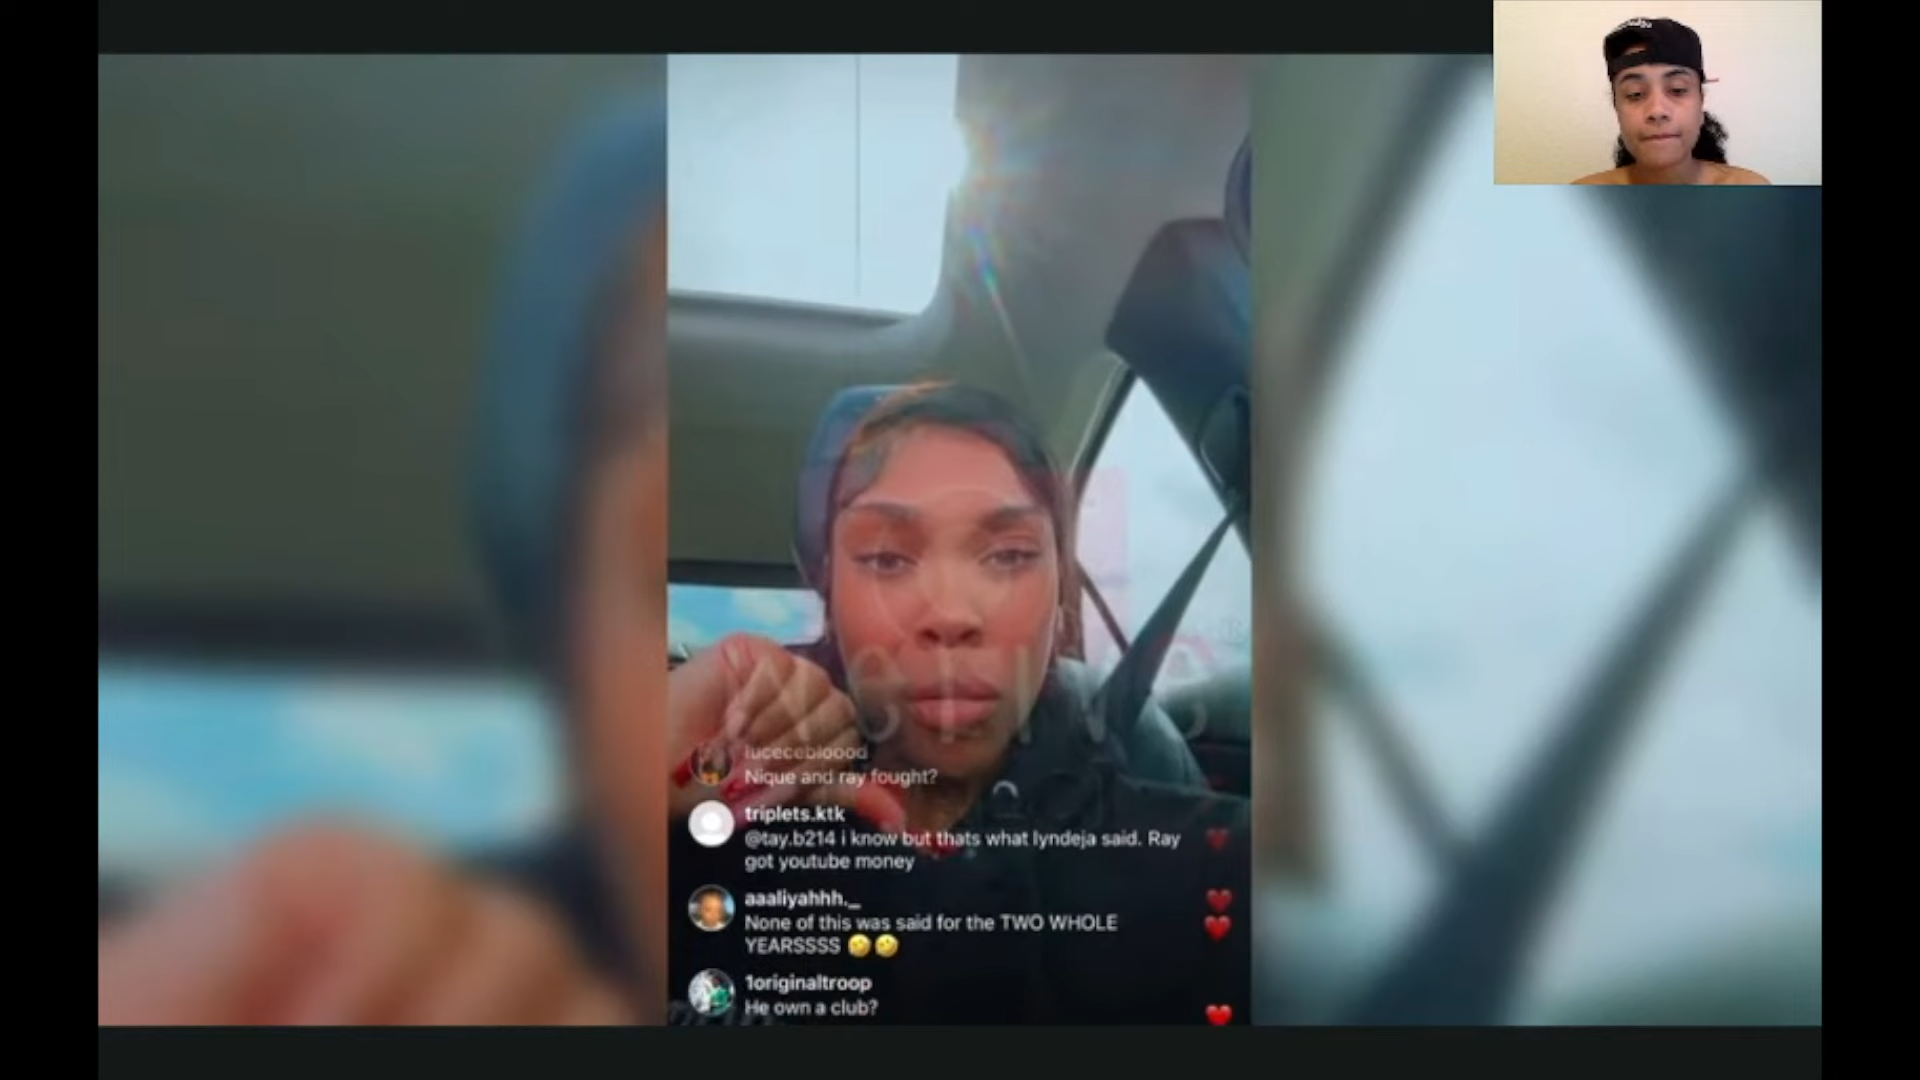 lucecebloood
Nique and ray fought?
triplets.ktk
@tay.b214 i know but thats what lyndeja said. Ray
got youtube money
aaaliyahhh._
None of this was said for the TWO WHOLE
YEARSSSS 🤣🤣
1originaltroop
He own a club?